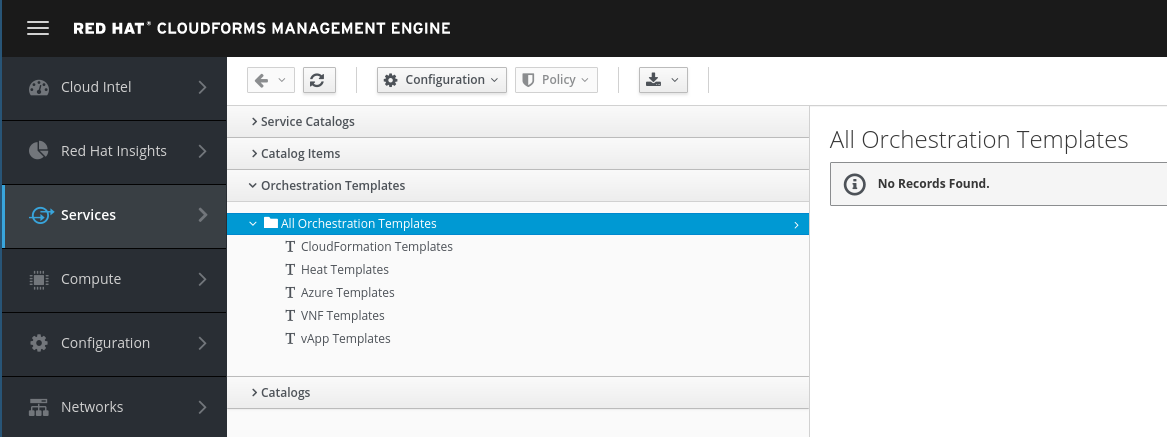 RED HAT® CLOUDFORMS MANAGEMENT ENGINE
Cloud Intel
Red Hat Insights
Services
Compute
Configuration
Networks
Configuration
Policy
Service Catalogs
Catalog Items
Orchestration Templates
All Orchestration Templates
T CloudFormation Templates
T Heat Templates
T Azure Templates
T VNF Templates
T vApp Templates
Catalogs
All Orchestration Templates
No Records Found.